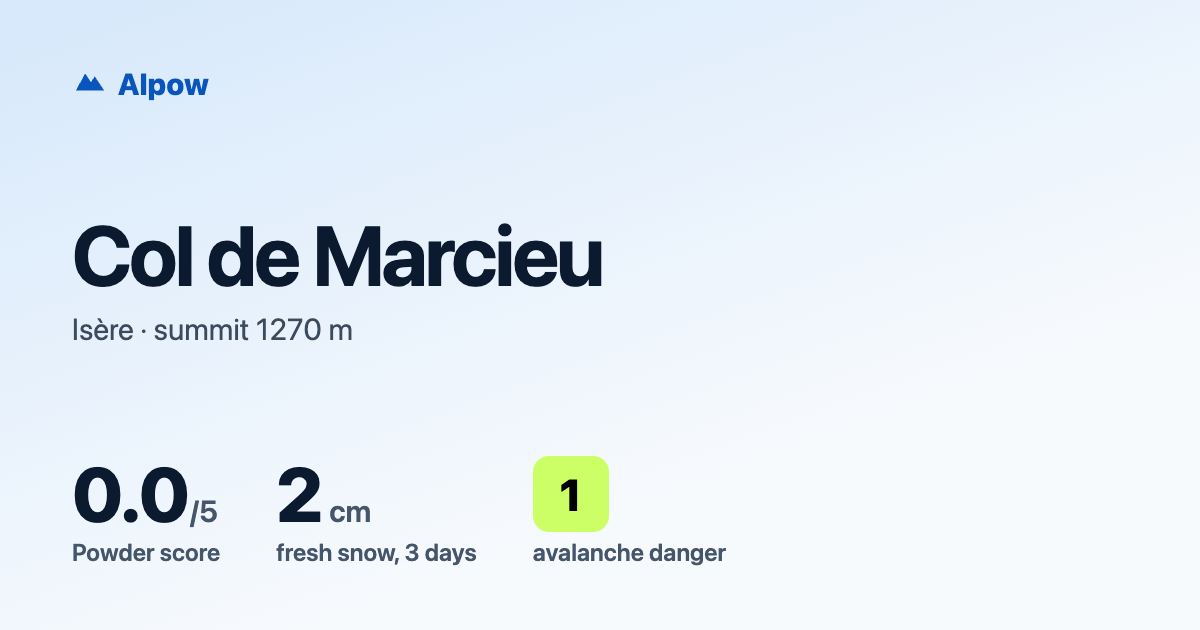 Alpow
Col de Marcieu
Isère · summit 1270 m
0.0/5
Powder score
2 cm
fresh snow, 3 days
1
avalanche danger